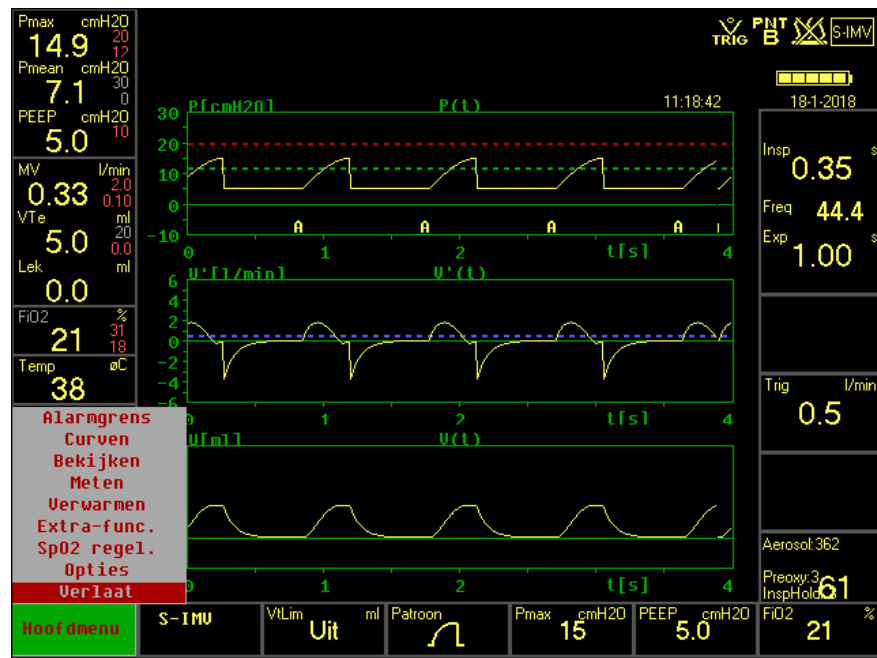 Pmax cmH2O
14.9 20
12
Pmean cmH2O
7.1 30
0
PEEP cmH2O
5.0 10
MV l/min
0.33 2.0
0.10
VTe ml
5.0 20
0.0
Lek ml
0.0
FiO2 %
21 31
18
Temp øC
38
Alarmgrens
Curven
Bekijken
Meten
Verwarmen
Extra-func.
SpO2 regel.
Opties
Verlaat
Hoofdmenu
TRIG PNT B S-IMV
11:18:42 18-1-2018
P[cmH2O] P(t)
30
20
10
0
-10
A A A A
0 1 2 t[s] 4
V'[l/min] V'(t)
6
4
2
0
-2
-4
-6
0 1 2 t[s] 4
V[ml] V(t)
0 1 2 t[s] 4
Insp s
0.35
Freq 44.4
Exp s
1.00
Trig l/min
0.5
Aerosol:362
Preoxy:3
InspHold 61
S-IMV
VtLim ml
Uit
Patroon
Pmax cmH2O
15
PEEP cmH2O
5.0
FiO2 %
21